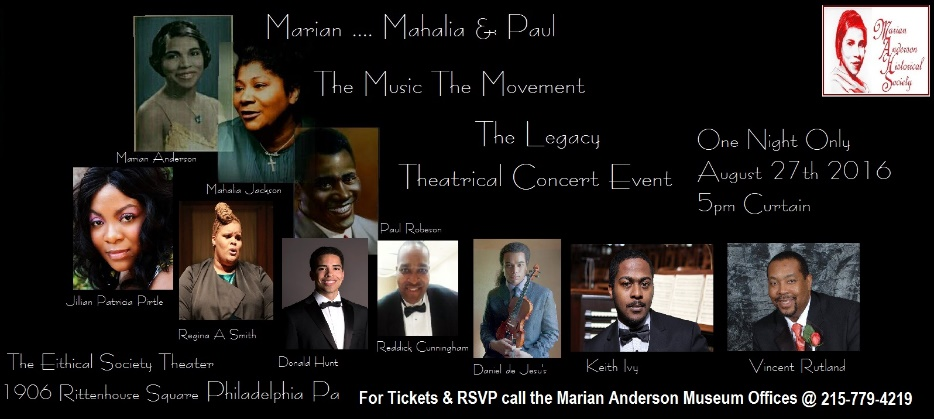 Marian .... Mahalia & Paul
The Music The Movement
The Legacy
Theatrical Concert Event
One Night Only
August 27th 2016
5pm Curtain
Marian
Anderson
Historical
Society
Marian Anderson
Mahalia Jackson
Paul Robeson
Jillian Patricia Pirtle
Regina A Smith
Donald Hunt
Reddick Cunningham
Daniel de Jesús
Keith Ivy
Vincent Rutland
The Eithical Society Theater
1906 Rittenhouse Square Philadelphia Pa
For Tickets & RSVP call the Marian Anderson Museum Offices @ 215-779-4219